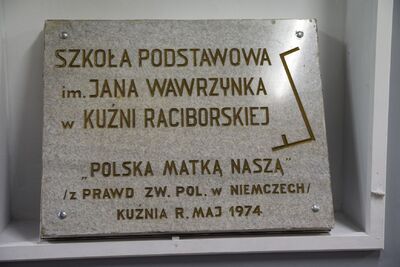 SZKOŁA PODSTAWOWA
im. JANA WAWRZYNKA
w KUŹNI RACIBORSKIEJ
„POLSKA MATKĄ NASZĄ"
/z PRAWD ZW. POL. w NIEMCZECH/
KUŹNIA R. MAJ 1974